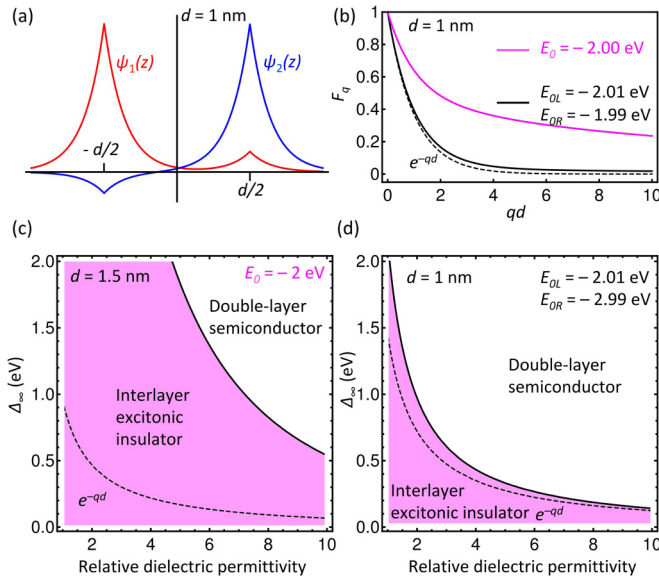 (a)
d = 1 nm
ψ₁(z)
ψ₂(z)
- d/2
d/2
(b)
d = 1 nm
E₀ = − 2.00 eV
E₀L = − 2.01 eV
E₀R = − 1.99 eV
e⁻qd
F_q
1.0
0.8
0.6
0.4
0.2
0
0 2 4 6 8 10
qd
(c)
d = 1.5 nm
E₀ = − 2 eV
Double-layer
semiconductor
Interlayer
excitonic
insulator
e⁻qd
Δ∞ (eV)
2.0
1.5
1.0
0.5
0.0
2 4 6 8 10
Relative dielectric permittivity
(d)
d = 1 nm
E₀L = − 2.01 eV
E₀R = − 2.99 eV
Double-layer
semiconductor
Interlayer
excitonic insulator
e⁻qd
Δ∞ (eV)
2.0
1.5
1.0
0.5
0.0
2 4 6 8 10
Relative dielectric permittivity